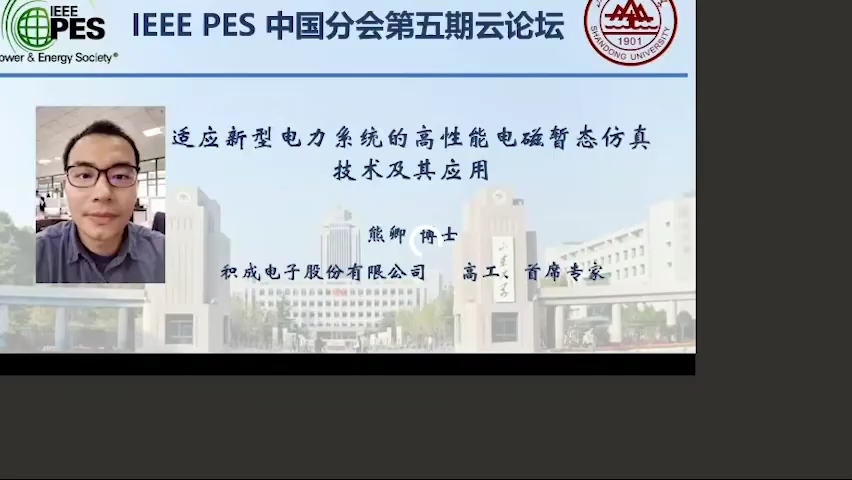 IEEE
PES
ower & Energy Society®
IEEE PES 中国分会第五期云论坛
SHANDONG UNIVERSITY
1901
适应新型电力系统的高性能电磁暂态仿真
技术及其应用
熊卿 博士
积成电子股份有限公司 高工、首席专家